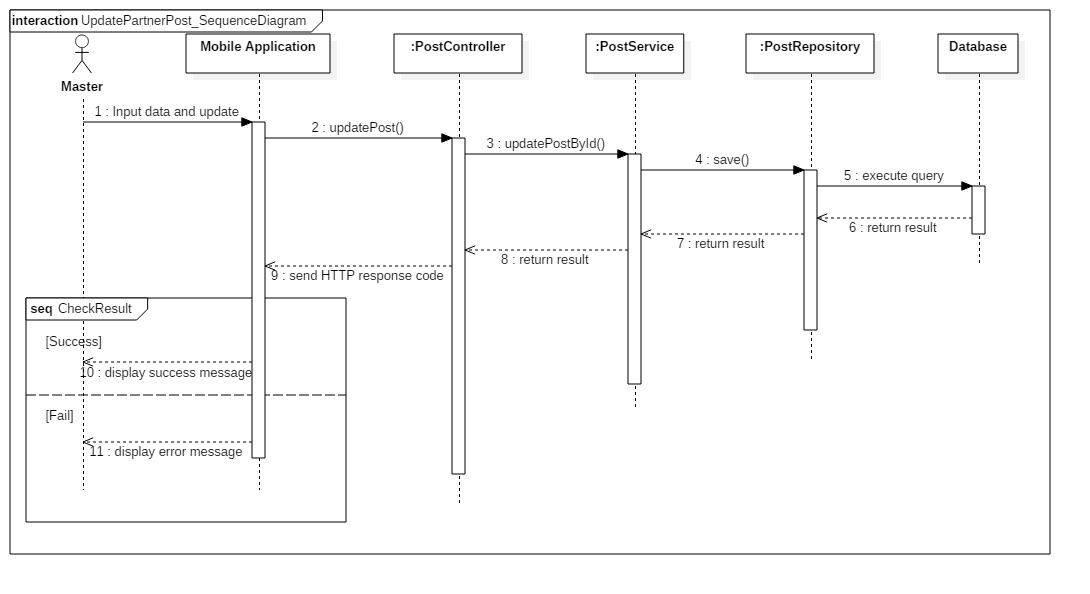 interaction UpdatePartnerPost_SequenceDiagram
Mobile Application
:PostController
:PostService
:PostRepository
Database
Master
1 : Input data and update
2 : updatePost()
3 : updatePostById()
4 : save()
5 : execute query
6 : return result
7 : return result
8 : return result
9 : send HTTP response code
seq CheckResult
[Success]
10 : display success message
[Fail]
11 : display error message